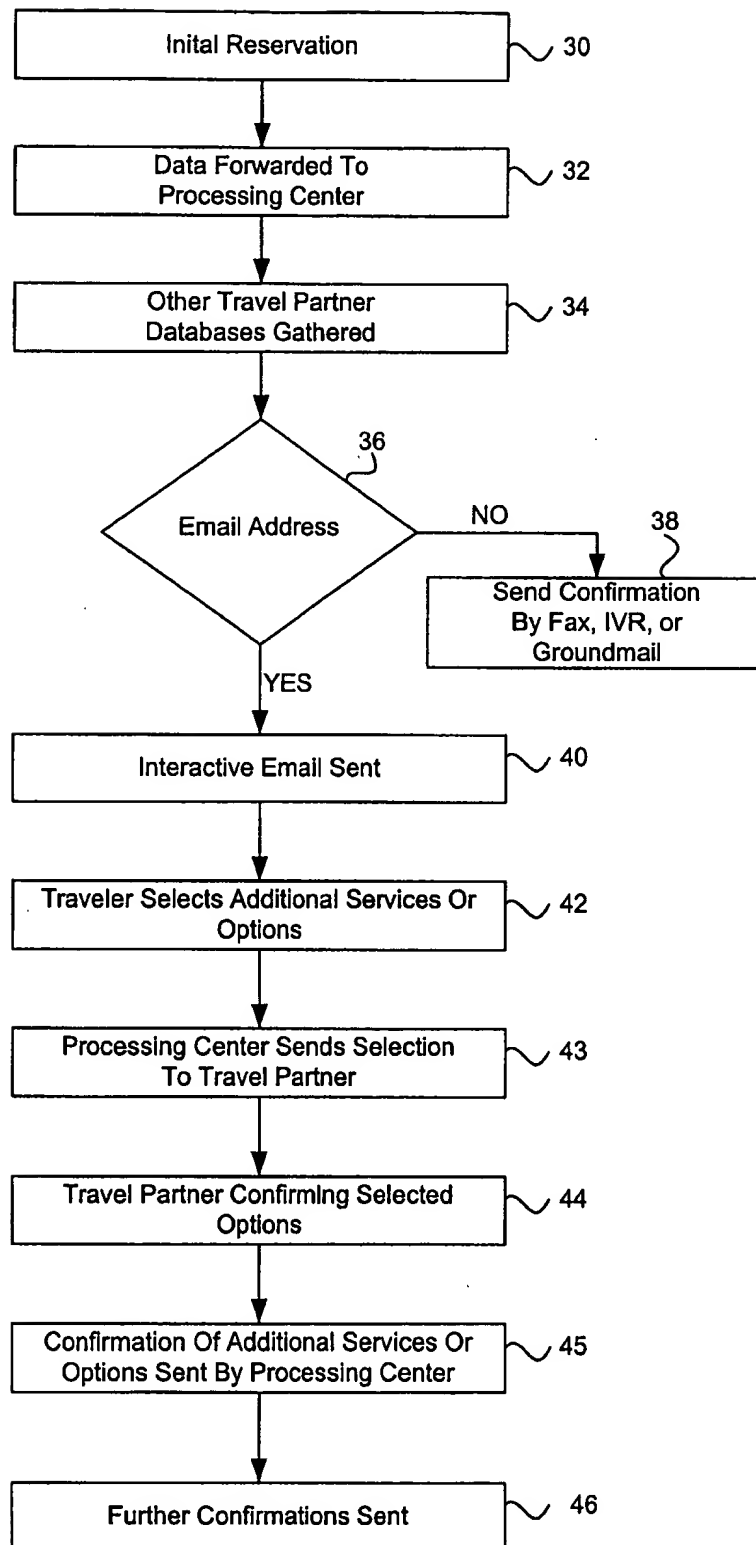 Inital Reservation
30
Data Forwarded To
Processing Center
32
Other Travel Partner
Databases Gathered
34
36
Email Address
NO
38
Send Confirmation
By Fax, IVR, or
Groundmail
YES
Interactive Email Sent
40
Traveler Selects Additional Services Or
Options
42
Processing Center Sends Selection
To Travel Partner
43
Travel Partner Confirming Selected
Options
44
Confirmation Of Additional Services Or
Options Sent By Processing Center
45
Further Confirmations Sent
46